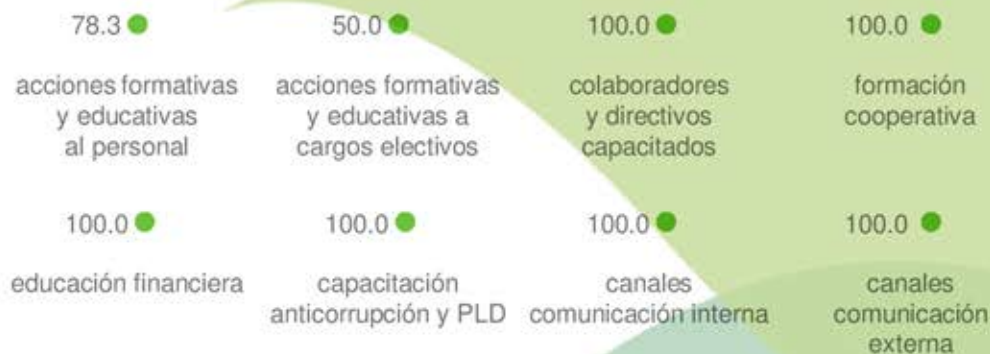 78.3
50.0
100.0
100.0
acciones formativas
y educativas
al personal
acciones formativas
y educativas a
cargos electivos
colaboradores
y directivos
capacitados
formación
cooperativa
100.0
100.0
100.0
100.0
educación financiera
capacitación
anticorrupción y PLD
canales
comunicación interna
canales
comunicación
externa